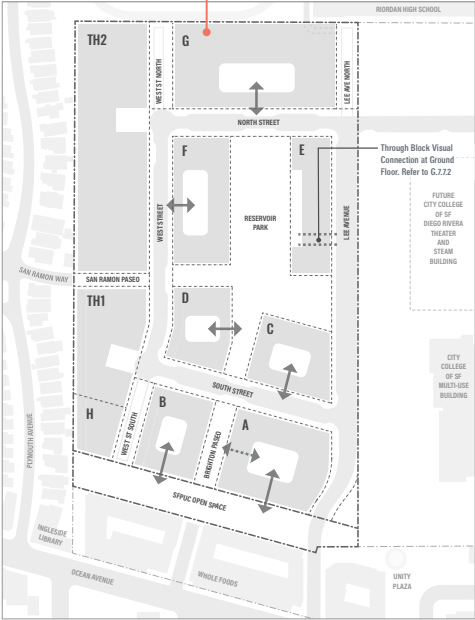 RIORDAN HIGH SCHOOL
TH2
G
WEST ST NORTH
LEE AVE NORTH
NORTH STREET
F
E
Through Block Visual
Connection at Ground
Floor. Refer to G.7.7.2
WEST STREET
RESERVOIR
PARK
LEE AVENUE
FUTURE
CITY COLLEGE
OF SF
DIEGO RIVERA
THEATER
AND
STEAM
BUILDING
SAN RAMON WAY
SAN RAMON PASEO
TH1
D
C
CITY
COLLEGE
OF SF
MULTI-USE
BUILDING
SOUTH STREET
H
WEST ST SOUTH
B
BRIGHTON PASEO
A
PLYMOUTH AVENUE
SFPUC OPEN SPACE
INGLESIDE
LIBRARY
OCEAN AVENUE
WHOLE FOODS
UNITY
PLAZA